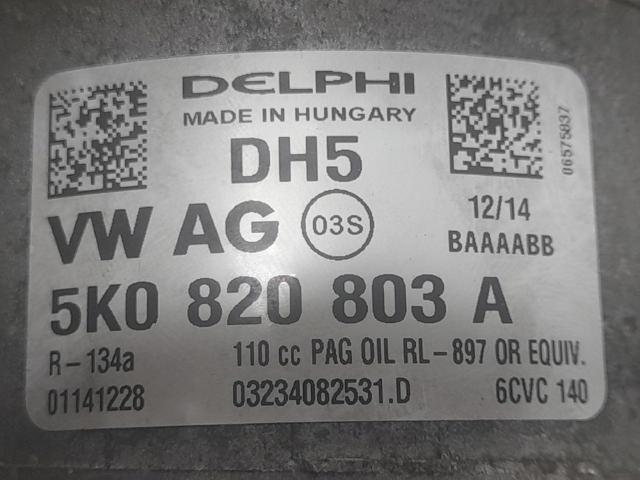 DELPHI
MADE IN HUNGARY
DH5
06575837
VW AG 03S
12/14
BAAAABB
5K0 820 803 A
R-134a 110 cc PAG OIL RL-897 OR EQUIV.
01141228 03234082531.D 6CVC 140